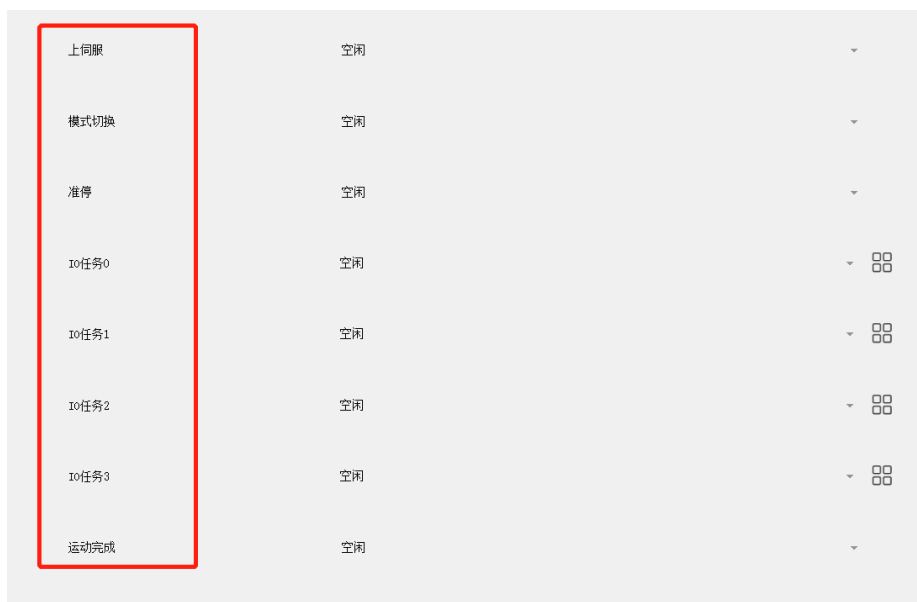 上伺服 空闲
模式切换 空闲
准停 空闲
IO任务0 空闲
IO任务1 空闲
IO任务2 空闲
IO任务3 空闲
运动完成 空闲